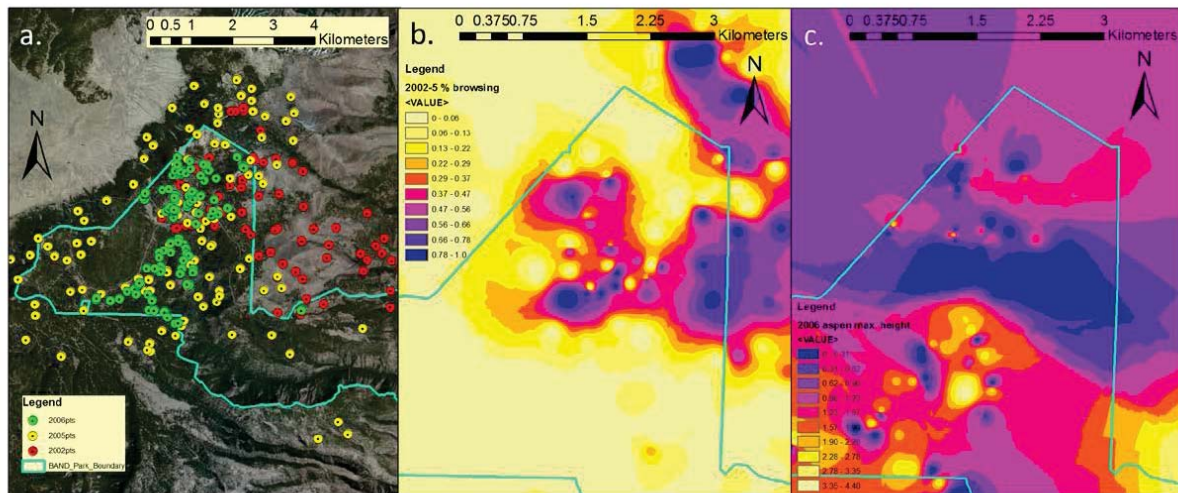 a.
0 0.5 1 2 3 4
Kilometers
N
Legend
2006pts
2005pts
2002pts
BAND_Park_Boundary
b.
0 0.375 0.75 1.5 2.25 3
Kilometers
N
Legend
2002-5 % browsing
<VALUE>
0 - 0.06
0.06 - 0.13
0.13 - 0.22
0.22 - 0.29
0.29 - 0.37
0.37 - 0.47
0.47 - 0.56
0.56 - 0.66
0.66 - 0.78
0.78 - 1.0
c.
0 0.375 0.75 1.5 2.25 3
Kilometers
N
Legend
2006 aspen max_height
<VALUE>
1.90 - 2.28
2.28 - 2.78
2.78 - 3.35
3.35 - 4.40